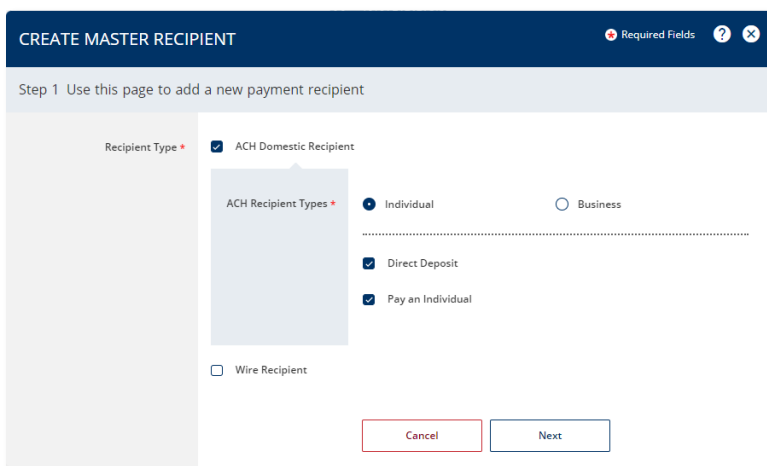 CREATE MASTER RECIPIENT
* Required Fields ?
Step 1 Use this page to add a new payment recipient
Recipient Type *
ACH Domestic Recipient
ACH Recipient Types *
Individual
Business
Direct Deposit
Pay an Individual
Wire Recipient
Cancel
Next